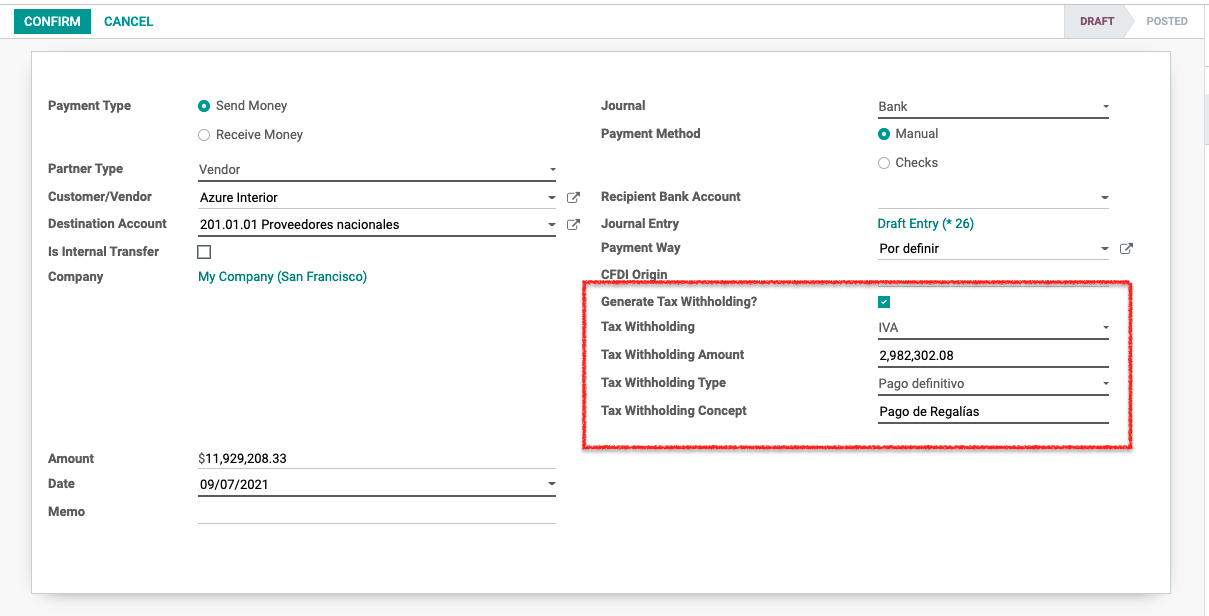 CONFIRM CANCEL DRAFT POSTED
Payment Type Send Money
Receive Money
Partner Type Vendor
Customer/Vendor Azure Interior
Destination Account 201.01.01 Proveedores nacionales
Is Internal Transfer
Company My Company (San Francisco)
Journal Bank
Payment Method Manual
Checks
Recipient Bank Account
Journal Entry Draft Entry (* 26)
Payment Way Por definir
CFDI Origin
Generate Tax Withholding?
Tax Withholding IVA
Tax Withholding Amount 2,982,302.08
Tax Withholding Type Pago definitivo
Tax Withholding Concept Pago de Regalías
Amount $11,929,208.33
Date 09/07/2021
Memo